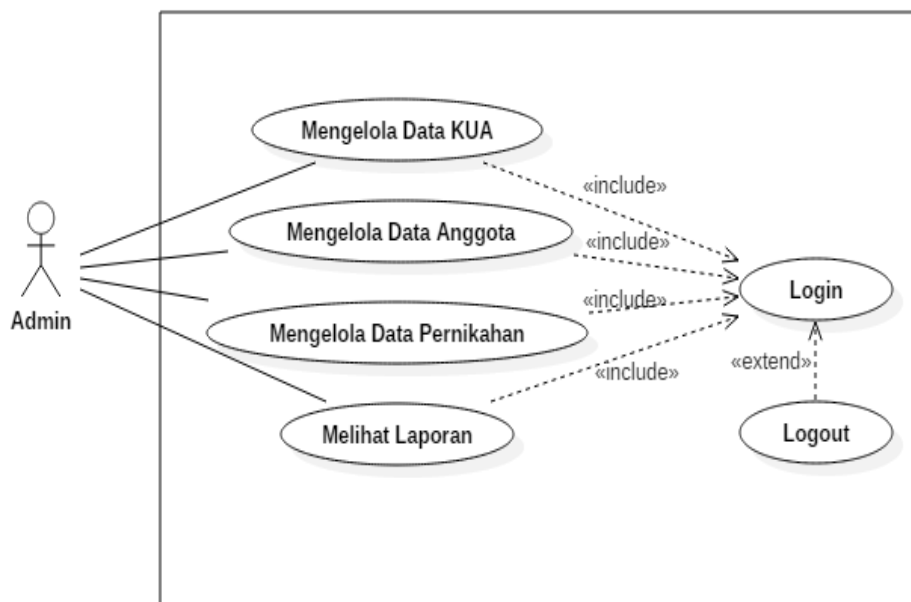 Mengelola Data KUA
«include»
Mengelola Data Anggota
«include»
Login
«include»
Admin
Mengelola Data Pernikahan
«extend»
«include»
Melihat Laporan
Logout